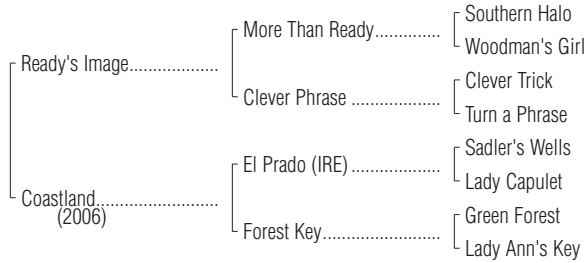 Southern Halo
More Than Ready..............
Woodman's Girl
Ready's Image...................
Clever Trick
Clever Phrase ...................
Turn a Phrase
Sadler's Wells
El Prado (IRE) ...................
Lady Capulet
Coastland..........................
(2006)
Green Forest
Forest Key.........................
Lady Ann's Key